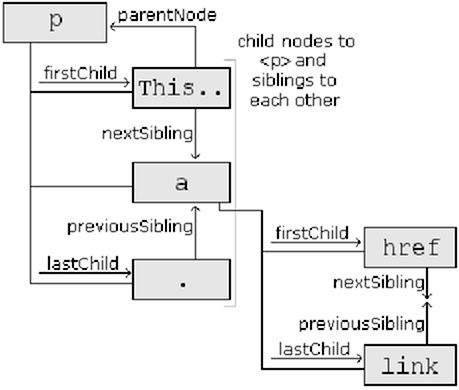 p
parentNode
child nodes to
<p> and
siblings to
each other
firstChild
This..
nextSibling
a
previousSibling
firstChild
href
lastChild
.
nextSibling
previousSibling
lastChild
link